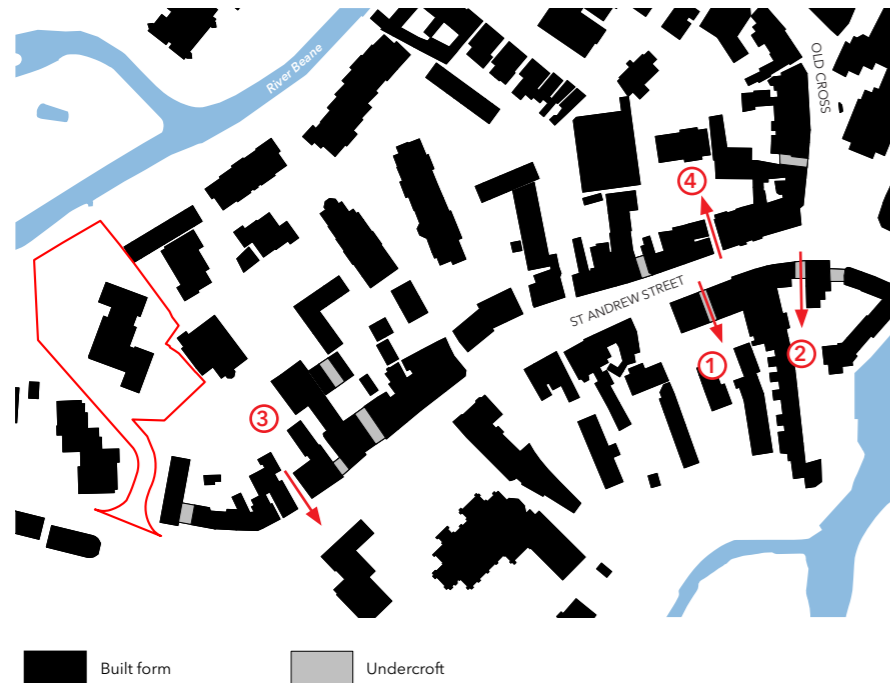 River Beane
OLD CROSS
④
ST ANDREW STREET
①
②
③
Built form
Undercroft